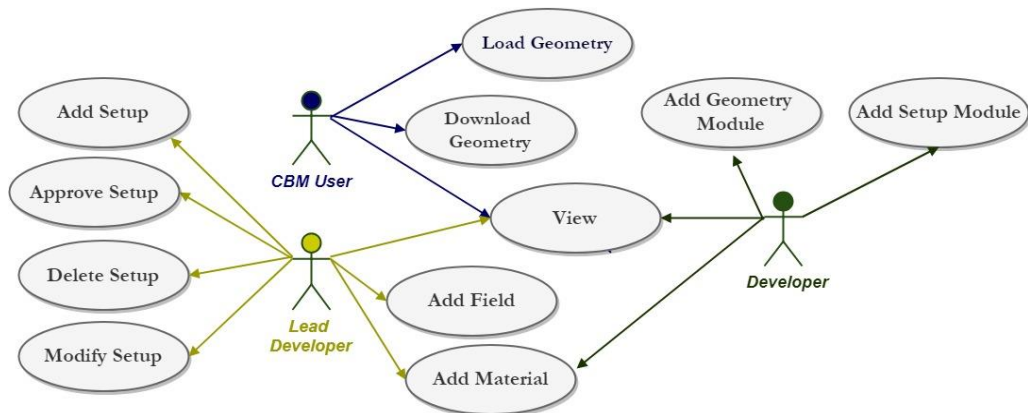 Load Geometry
Add Setup
Download
Geometry
Add Geometry
Module
Add Setup Module
CBM User
Approve Setup
View
Delete Setup
Developer
Add Field
Lead
Developer
Modify Setup
Add Material